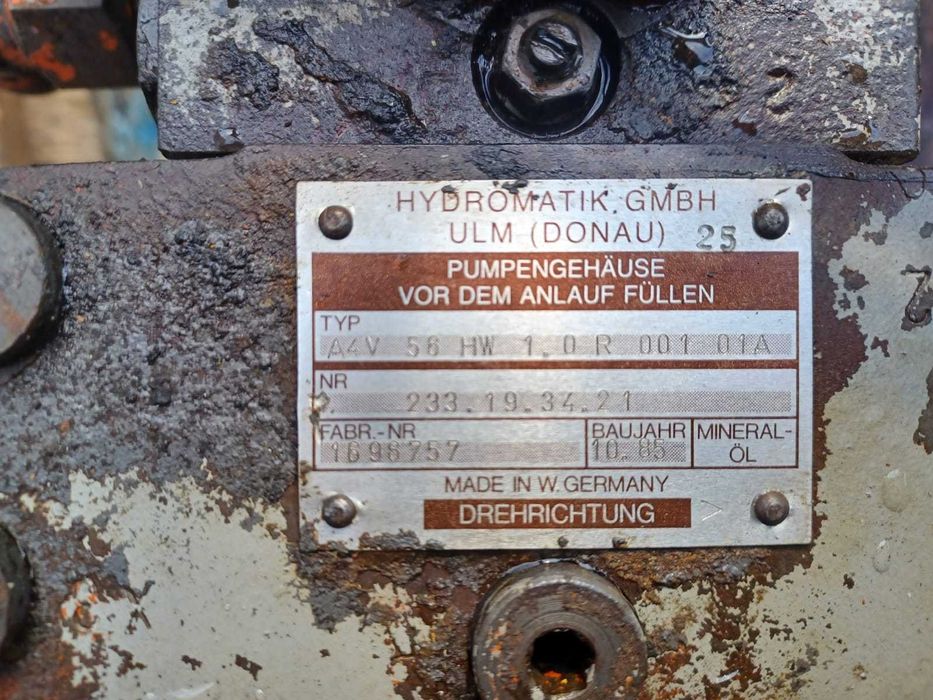 HYDROMATIK GMBH
ULM (DONAU) 25
PUMPENGEHÄUSE
VOR DEM ANLAUF FÜLLEN
TYP
A4V 56 HW 1.0 R 001 01A
NR
233.19.34.21
FABR.-NR
1698757
BAUJAHR
10.85
MINERAL-
ÖL
MADE IN W. GERMANY
DREHRICHTUNG >